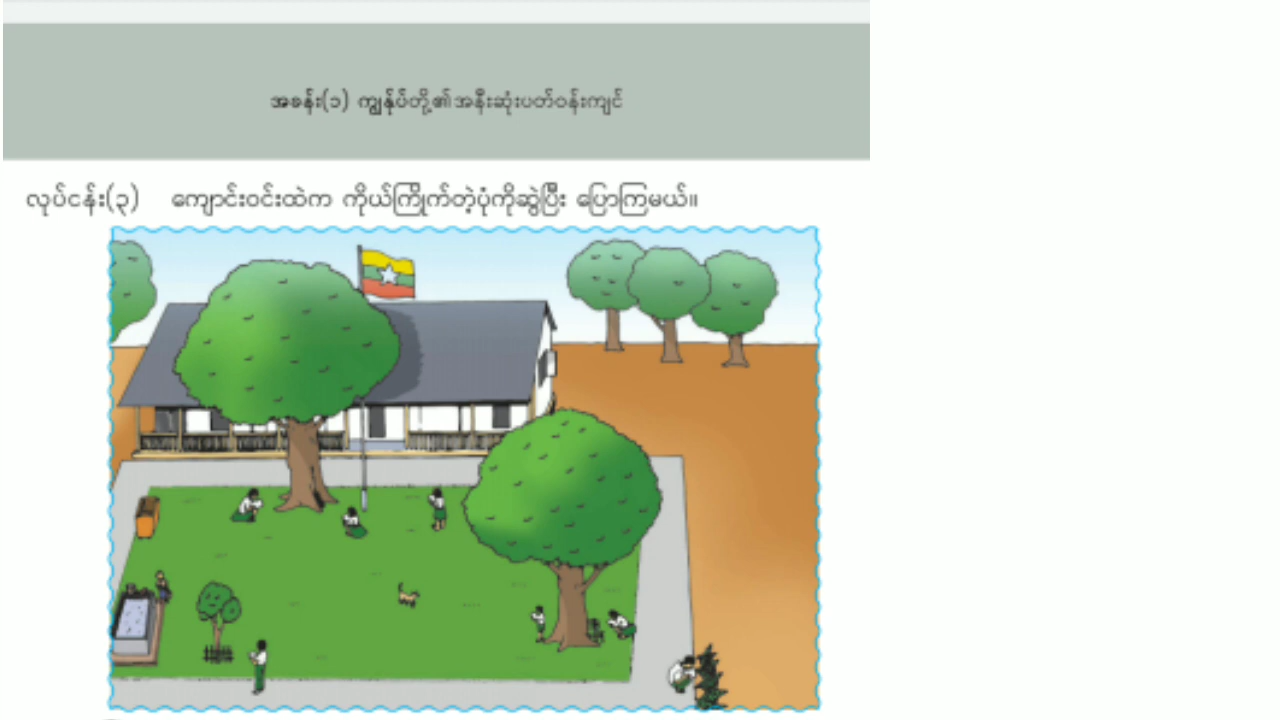 အခန်း(၁) ကျွန်ုပ်တို့၏အနီးဆုံးပတ်ဝန်းကျင်
လုပ်ငန်း(၃) ကျောင်းဝင်းထဲက ကိုယ်ကြိုက်တဲ့ပုံကိုဆွဲပြီး ပြောကြမယ်။